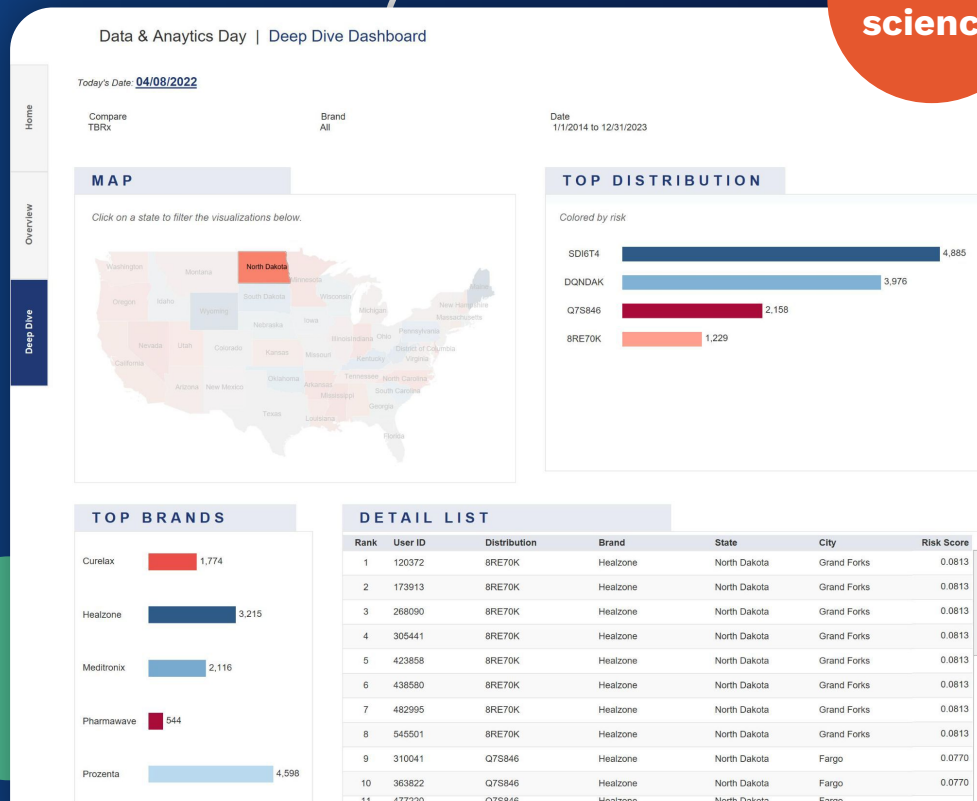 scienc
Data & Anaytics Day | Deep Dive Dashboard
Today's Date: 04/08/2022
Home
Overview
Deep Dive
Compare
TBRx
Brand
All
Date
1/1/2014 to 12/31/2023
MAP
Click on a state to filter the visualizations below.
Washington
Montana
North Dakota
Minnesota
Maine
Oregon
Idaho
Wyoming
South Dakota
Wisconsin
Michigan
New Hampshire
Massachusetts
Nebraska
Iowa
Pennsylvania
Nevada
Utah
Colorado
Kansas
Missouri
Illinois
Indiana
Ohio
District of Columbia
Kentucky
Virginia
California
Arizona
New Mexico
Oklahoma
Arkansas
Tennessee
North Carolina
South Carolina
Mississippi
Georgia
Texas
Louisiana
Florida
TOP DISTRIBUTION
Colored by risk
SDI6T4 4,885
DQNDAK 3,976
Q7S846 2,158
8RE70K 1,229
TOP BRANDS
Curelax 1,774
Healzone 3,215
Meditronix 2,116
Pharmawave 544
Prozenta 4,598
DETAIL LIST
Rank User ID Distribution Brand State City Risk Score
1 120372 8RE70K Healzone North Dakota Grand Forks 0.0813
2 173913 8RE70K Healzone North Dakota Grand Forks 0.0813
3 268090 8RE70K Healzone North Dakota Grand Forks 0.0813
4 305441 8RE70K Healzone North Dakota Grand Forks 0.0813
5 423858 8RE70K Healzone North Dakota Grand Forks 0.0813
6 438580 8RE70K Healzone North Dakota Grand Forks 0.0813
7 482995 8RE70K Healzone North Dakota Grand Forks 0.0813
8 545501 8RE70K Healzone North Dakota Grand Forks 0.0813
9 310041 Q7S846 Healzone North Dakota Fargo 0.0770
10 363822 Q7S846 Healzone North Dakota Fargo 0.0770
11 477220 Q7S846 Healzone North Dakota Fargo